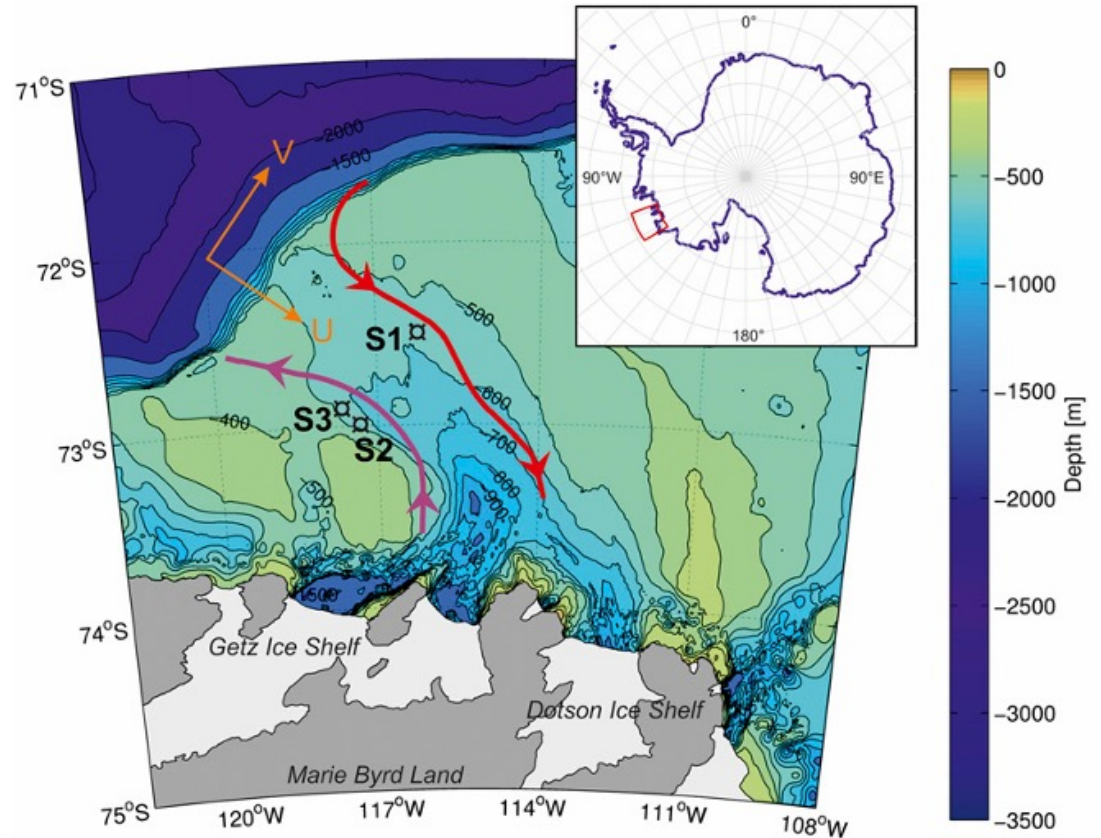 0°
90°W
90°E
180°
0
-500
-1000
-1500
-2000
-2500
-3000
-3500
Depth [m]
71°S
72°S
73°S
74°S
75°S
120°W
117°W
114°W
111°W
108°W
-2000
-1500
V
U
S1
-500
-600
S3
S2
-400
-700
-800
-900
-500
1500
Getz Ice Shelf
Dotson Ice Shelf
Marie Byrd Land